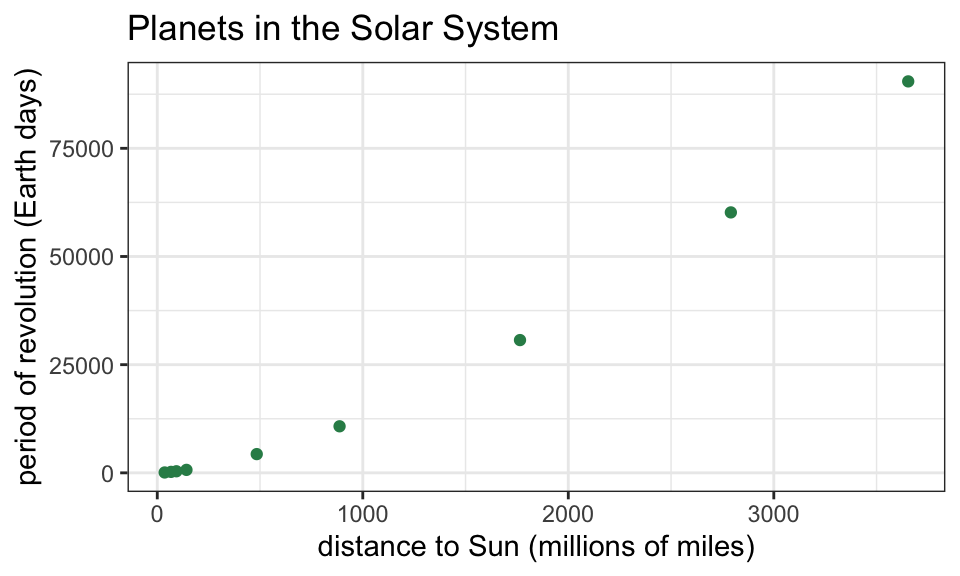 Planets in the Solar System
period of revolution (Earth days)
75000
50000
25000
0
0 1000 2000 3000
distance to Sun (millions of miles)